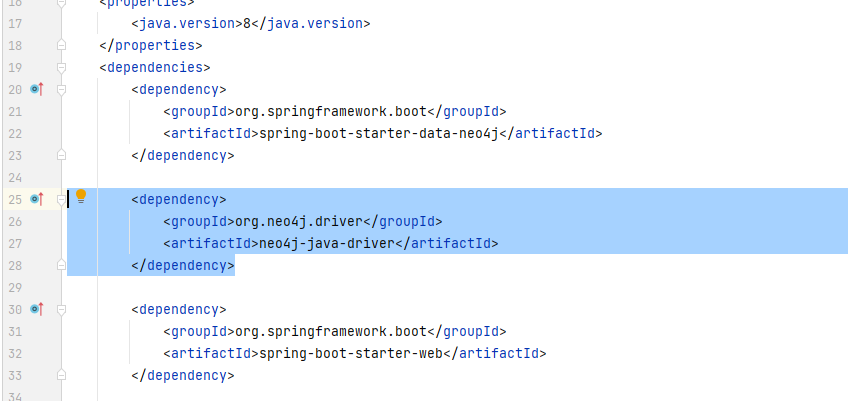 16 <properties>
17 <java.version>8</java.version>
18 </properties>
19 <dependencies>
20 <dependency>
21 <groupId>org.springframework.boot</groupId>
22 <artifactId>spring-boot-starter-data-neo4j</artifactId>
23 </dependency>
24
25 <dependency>
26 <groupId>org.neo4j.driver</groupId>
27 <artifactId>neo4j-java-driver</artifactId>
28 </dependency>
29
30 <dependency>
31 <groupId>org.springframework.boot</groupId>
32 <artifactId>spring-boot-starter-web</artifactId>
33 </dependency>
34